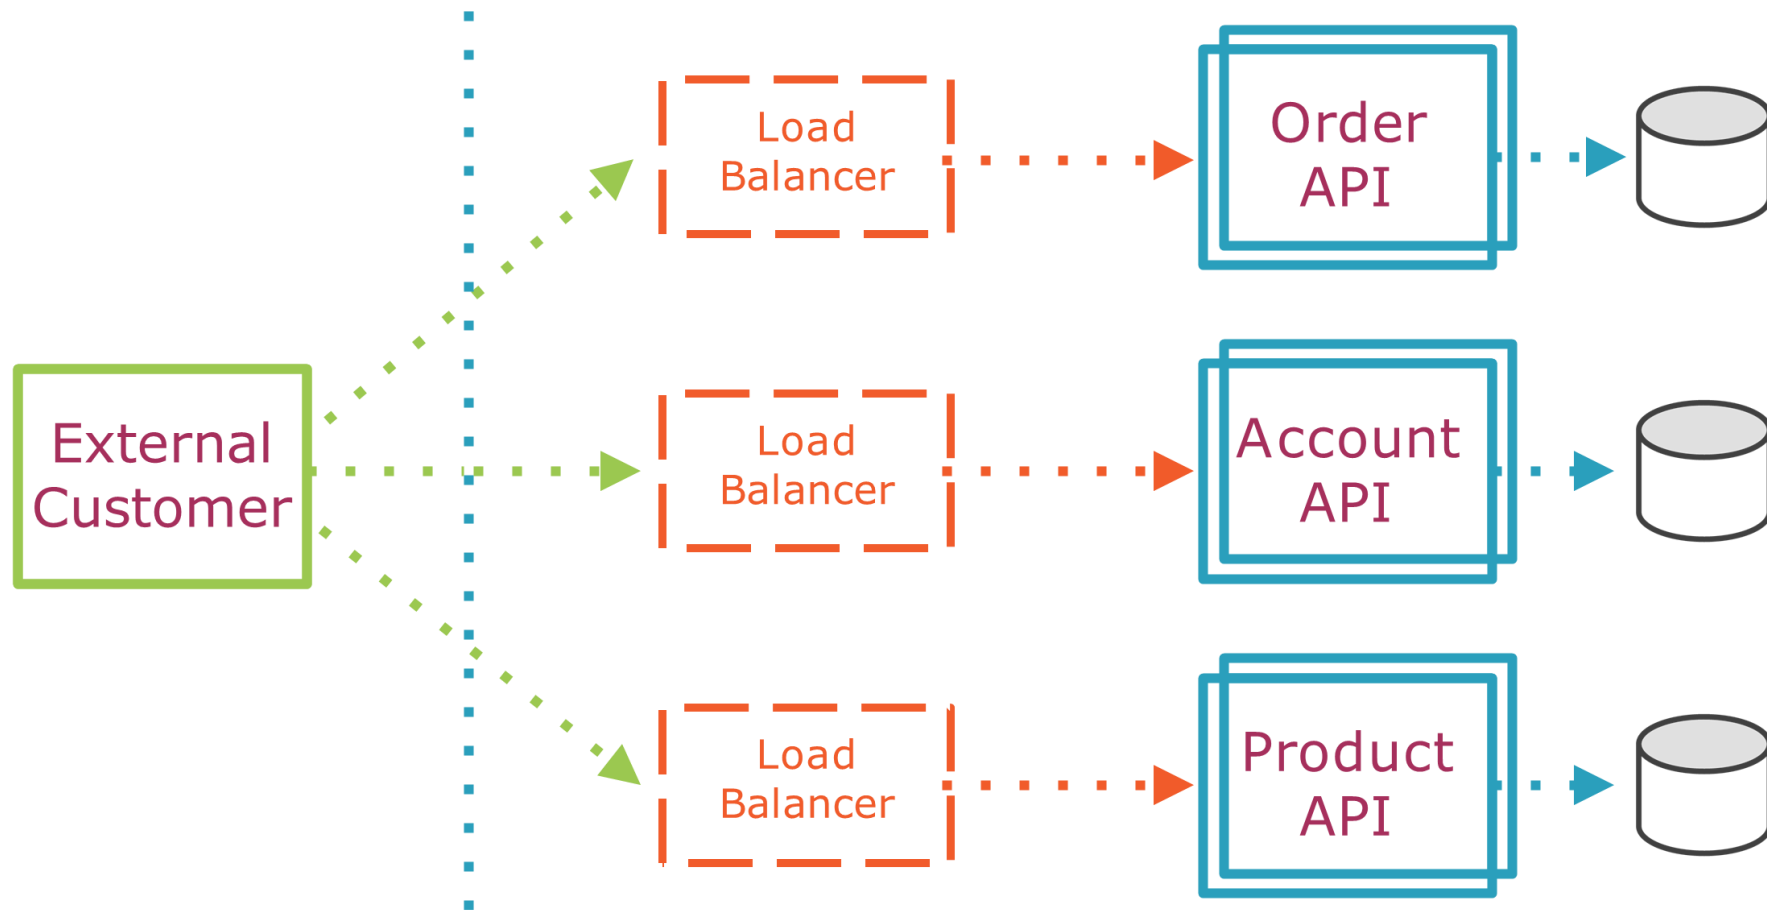 Load
Balancer
Order
API
External
Customer
Load
Balancer
Account
API
Load
Balancer
Product
API